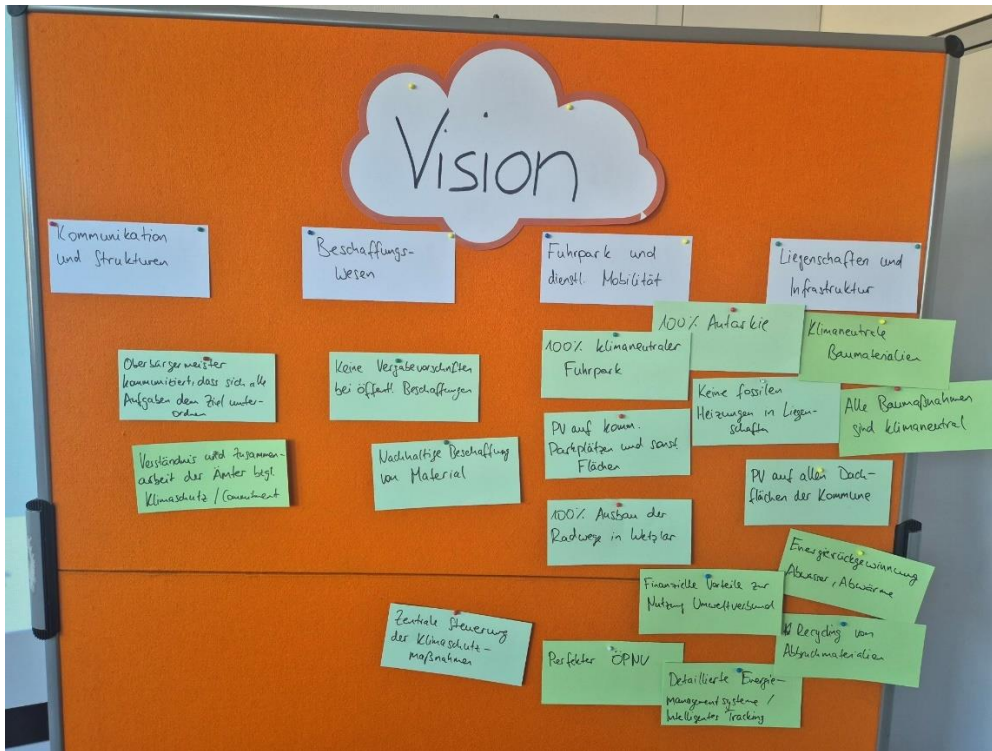 Vision
Kommunikation
und Strukturen
Beschaffungs-
wesen
Fuhrpark und
dienstl. Mobilität
Liegenschaften und
Infrastruktur
Oberbürgermeister
kommuniziert, dass sich alle
Aufgaben dem Ziel unter-
ordnen
Verständnis und Zusammen-
arbeit der Ämter bzgl.
Klimaschutz / Commitment
Keine Vergabevorschriften
bei öffentl. Beschaffungen
Nachhaltige Beschaffung
von Material
Zentrale Steuerung
der Klimaschutz-
maßnahmen
100% klimaneutraler
Fuhrpark
PV auf komm.
Parkplätzen und sonst.
Flächen
100% Ausbau der
Radwege in Wetzlar
Finanzielle Vorteile zur
Nutzung Umweltverbund
Perfekter ÖPNV
100% Autarkie
Klimaneutrale
Baumaterialien
Keine fossilen
Heizungen in Liegen-
schaften
Alle Baumaßnahmen
sind klimaneutral
PV auf allen Dach-
flächen der Kommune
Energierückgewinnung
Abwasser, Abwärme
Recycling von
Abbruchmaterialien
Detaillierte Energie-
managementsysteme /
Intelligentes Tracking